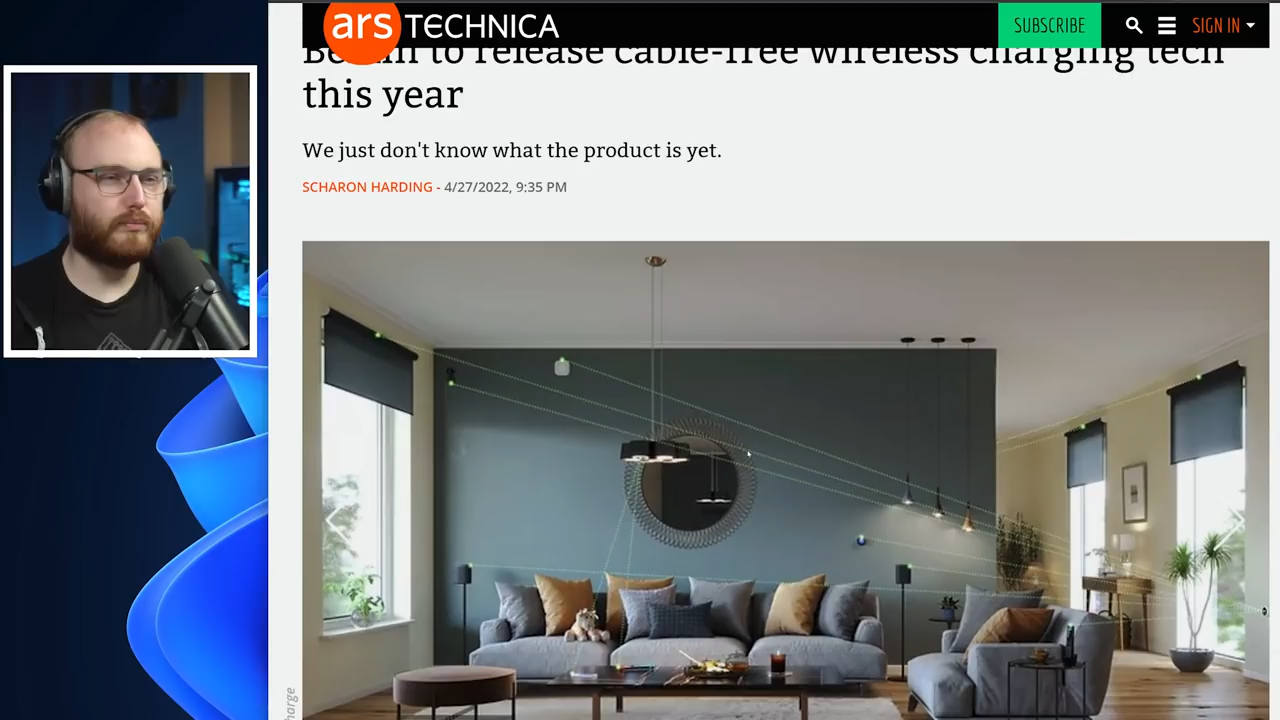 ars TECHNICA
SUBSCRIBE
SIGN IN
to release cable-free wireless charging tech
this year
We just don't know what the product is yet.
SCHARON HARDING - 4/27/2022, 9:35 PM